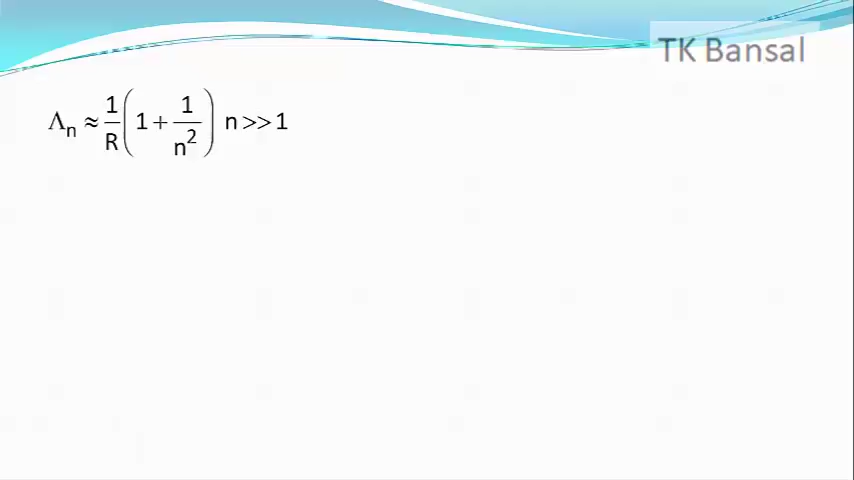 TK Bansal
Λₙ ≈ 1/R (1 + 1/n²) n >> 1